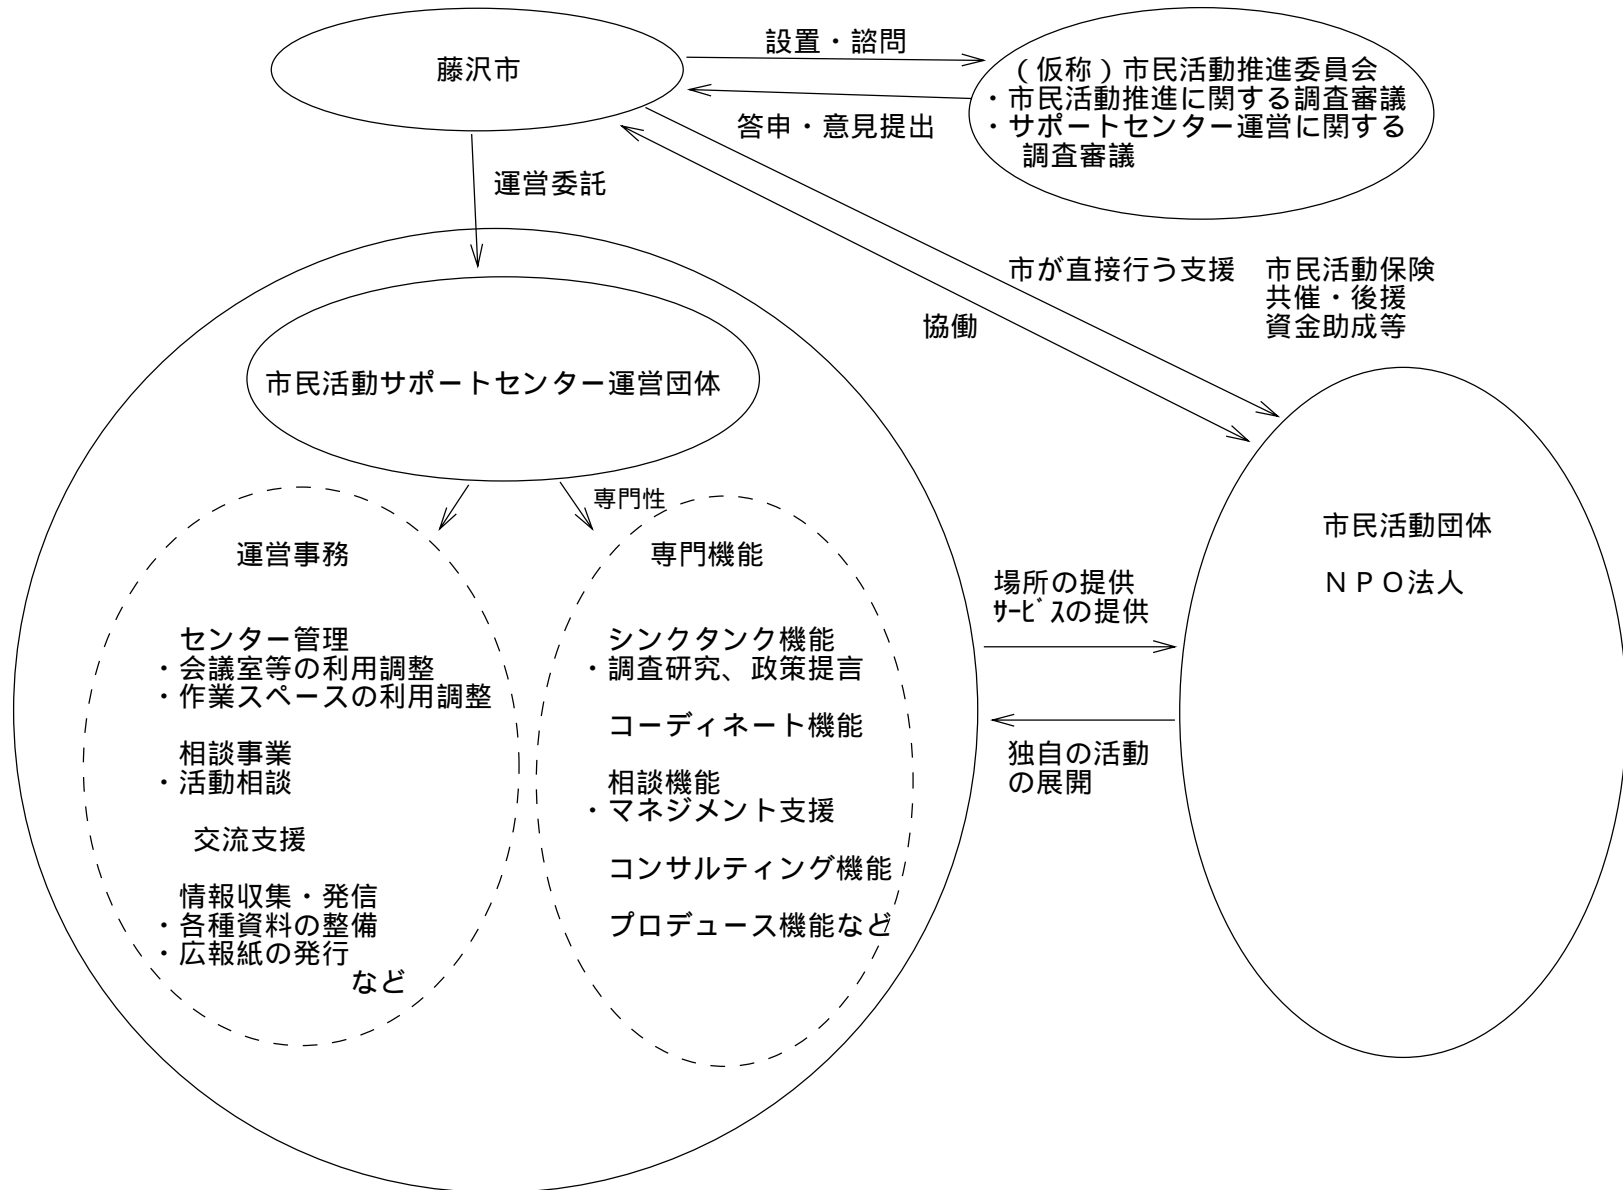 藤沢市
設置・諮問
答申・意見提出
（仮称）市民活動推進委員会
・市民活動推進に関する調査審議
・サポートセンター運営に関する
調査審議
運営委託
市が直接行う支援　市民活動保険
共催・後援
資金助成等
協働
市民活動サポートセンター運営団体
専門性
運営事務
センター管理
・会議室等の利用調整
・作業スペースの利用調整
相談事業
・活動相談
交流支援
情報収集・発信
・各種資料の整備
・広報紙の発行
など
専門機能
シンクタンク機能
・調査研究、政策提言
コーディネート機能
相談機能
・マネジメント支援
コンサルティング機能
プロデュース機能など
場所の提供
ｻｰﾋﾞｽの提供
独自の活動
の展開
市民活動団体
ＮＰＯ法人